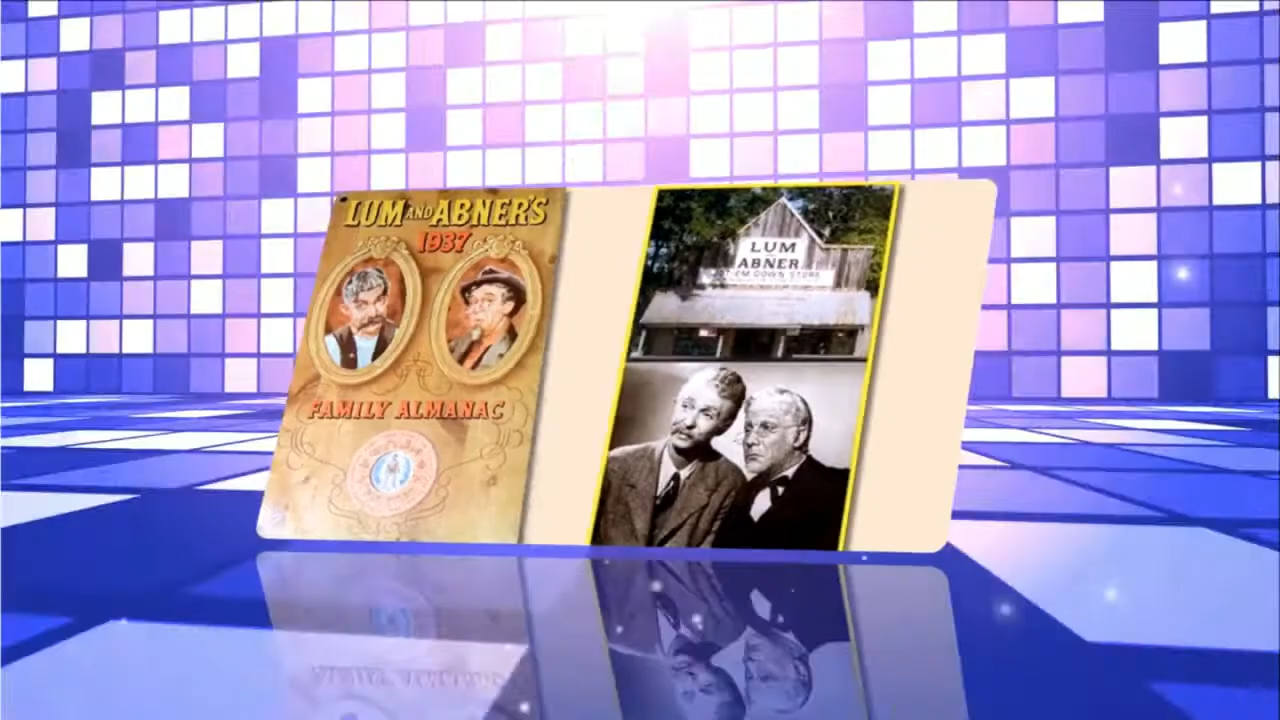 LUM AND ABNER'S
1937
FAMILY ALMANAC
LUM
ABNER
JOT 'EM DOWN STORE